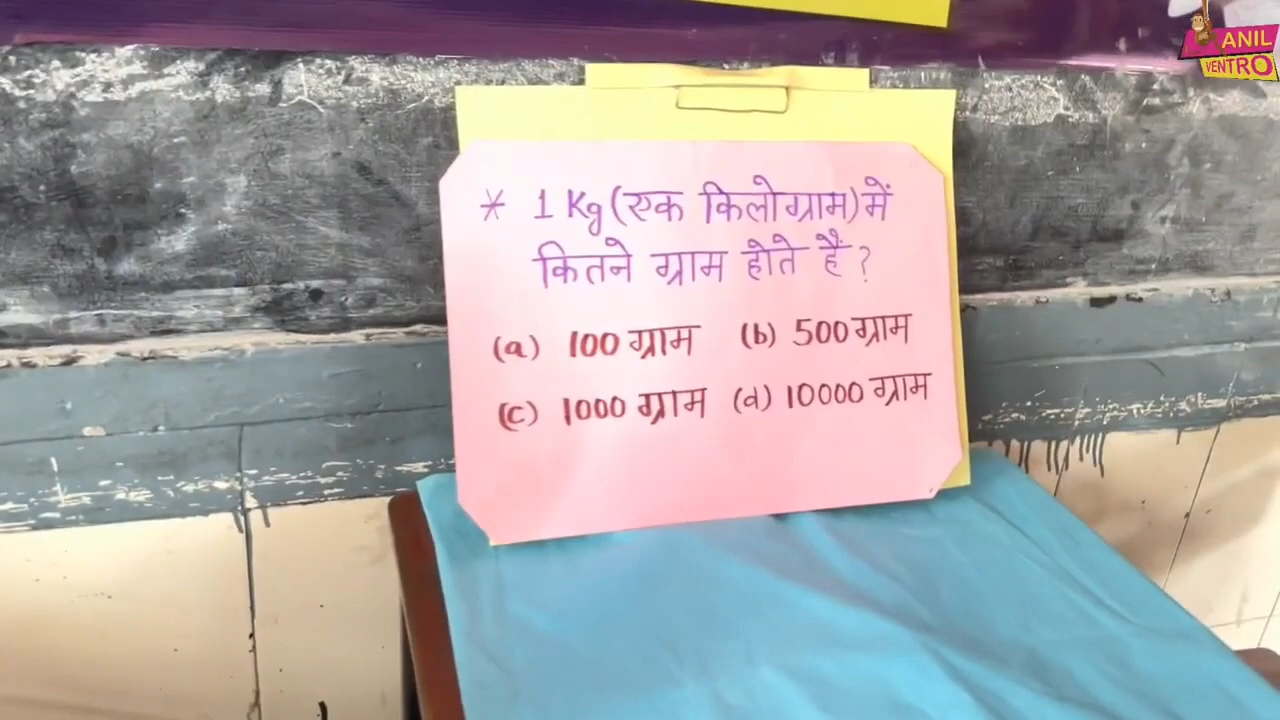 ANIL
VENTRO
* 1 Kg (एक किलोग्राम) में
कितने ग्राम होते हैं ?
(a) 100 ग्राम (b) 500 ग्राम
(c) 1000 ग्राम (d) 10000 ग्राम